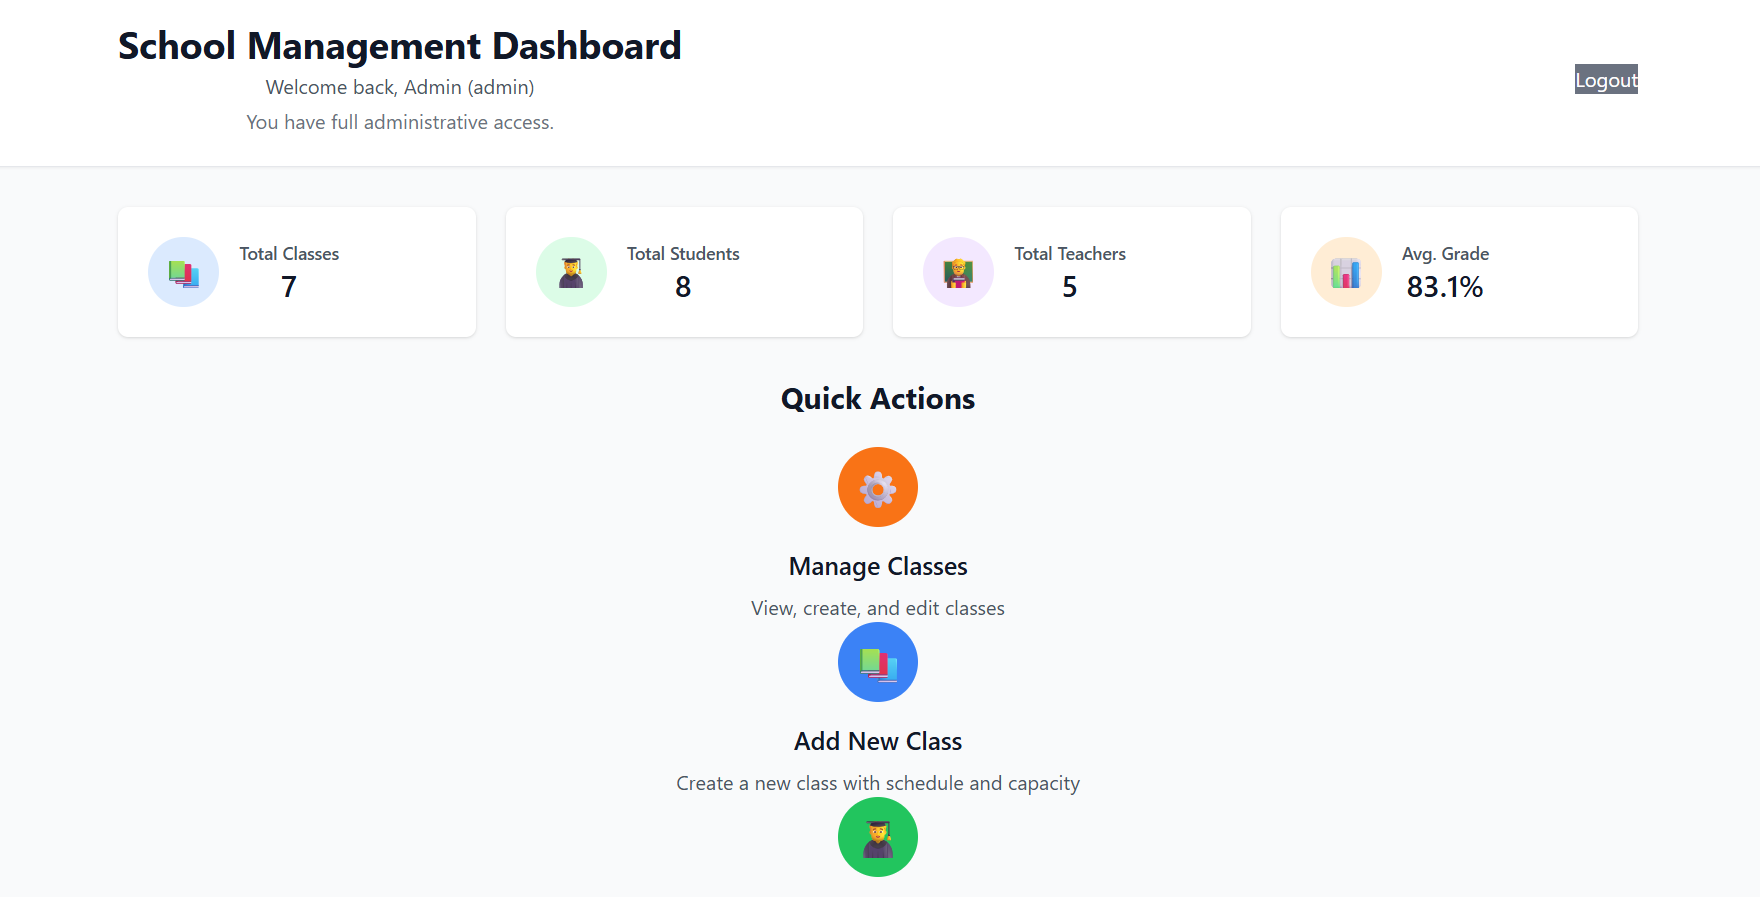 School Management Dashboard
Welcome back, Admin (admin)
You have full administrative access.
Logout
Total Classes
7
Total Students
8
Total Teachers
5
Avg. Grade
83.1%
Quick Actions
Manage Classes
View, create, and edit classes
Add New Class
Create a new class with schedule and capacity